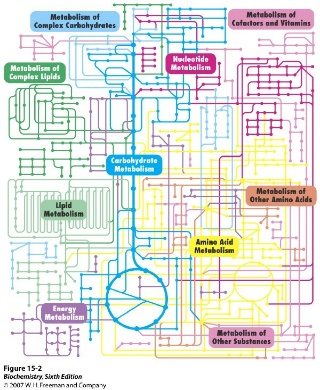 Metabolism of
Complex Carbohydrates
Metabolism of
Cofactors and Vitamins
Nucleotide
Metabolism
Metabolism of
Complex Lipids
Carbohydrate
Metabolism
Metabolism of
Other Amino Acids
Lipid
Metabolism
Amino Acid
Metabolism
Energy
Metabolism
Metabolism of
Other Substances
Figure 15-2
Biochemistry, Sixth Edition
© 2007 W. H. Freeman and Company